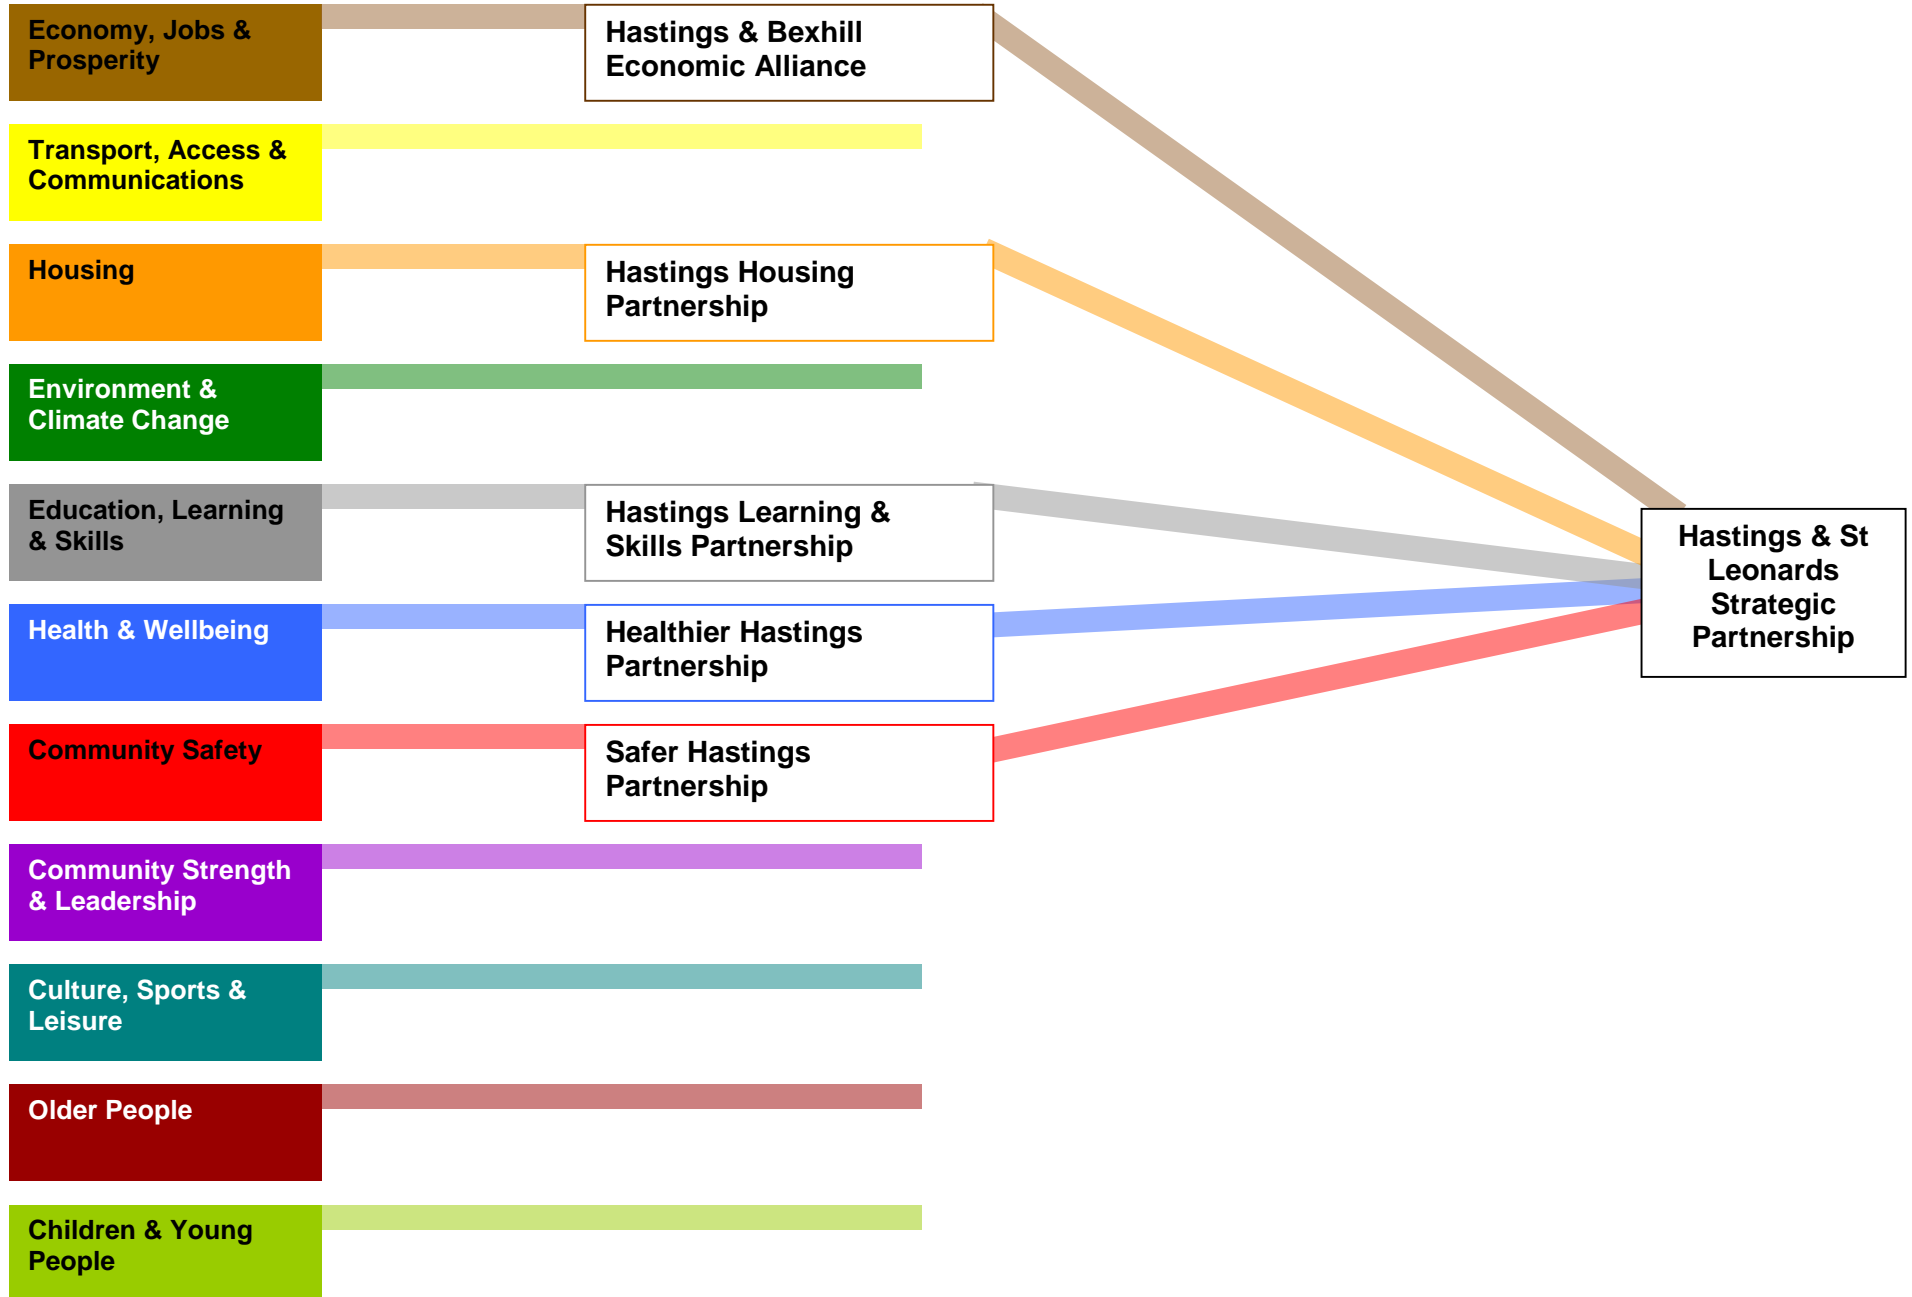 Economy, Jobs &
Prosperity
Hastings & Bexhill
Economic Alliance
Transport, Access &
Communications
Housing
Hastings Housing
Partnership
Environment &
Climate Change
Education, Learning
& Skills
Hastings Learning &
Skills Partnership
Hastings & St
Leonards
Strategic
Partnership
Health & Wellbeing
Healthier Hastings
Partnership
Community Safety
Safer Hastings
Partnership
Community Strength
& Leadership
Culture, Sports &
Leisure
Older People
Children & Young
People